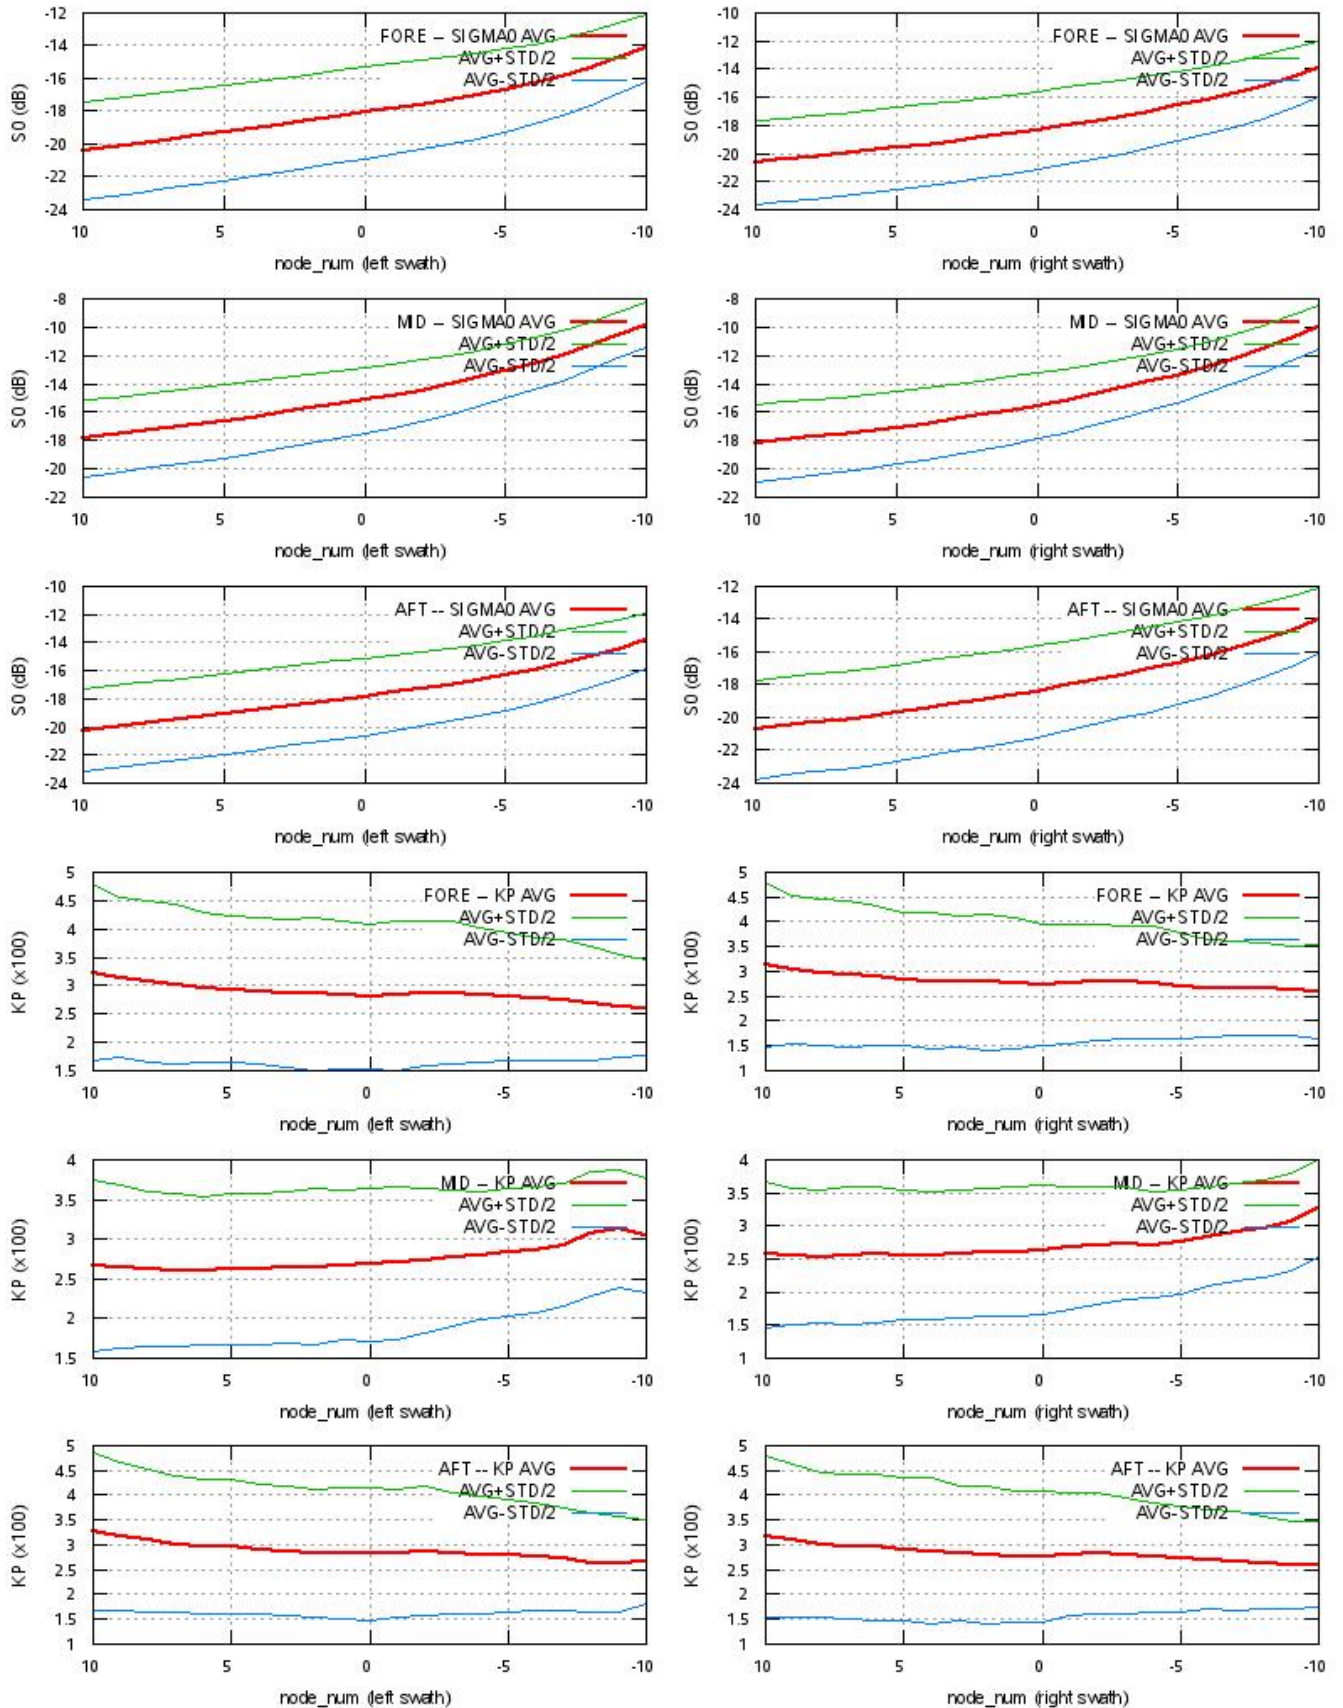 -12
-14
-16
-18
-20
-22
-24
S0 (dB)
FORE -- SIGMA0 AVG
AVG+STD/2
AVG-STD/2
10 5 0 -5 -10
node_num (left swath)
-10
-12
-14
-16
-18
-20
-22
-24
S0 (dB)
FORE -- SIGMA0 AVG
AVG+STD/2
AVG-STD/2
10 5 0 -5 -10
node_num (right swath)
-8
-10
-12
-14
-16
-18
-20
-22
S0 (dB)
MID -- SIGMA0 AVG
AVG+STD/2
AVG-STD/2
10 5 0 -5 -10
node_num (left swath)
-8
-10
-12
-14
-16
-18
-20
-22
S0 (dB)
MID -- SIGMA0 AVG
AVG+STD/2
AVG-STD/2
10 5 0 -5 -10
node_num (right swath)
-10
-12
-14
-16
-18
-20
-22
-24
S0 (dB)
AFT -- SIGMA0 AVG
AVG+STD/2
AVG-STD/2
10 5 0 -5 -10
node_num (left swath)
-12
-14
-16
-18
-20
-22
-24
S0 (dB)
AFT -- SIGMA0 AVG
AVG+STD/2
AVG-STD/2
10 5 0 -5 -10
node_num (right swath)
5
4.5
4
3.5
3
2.5
2
1.5
KP (x100)
FORE -- KP AVG
AVG+STD/2
AVG-STD/2
10 5 0 -5 -10
node_num (left swath)
5
4.5
4
3.5
3
2.5
2
1.5
1
KP (x100)
FORE -- KP AVG
AVG+STD/2
AVG-STD/2
10 5 0 -5 -10
node_num (right swath)
4
3.5
3
2.5
2
1.5
KP (x100)
MID -- KP AVG
AVG+STD/2
AVG-STD/2
10 5 0 -5 -10
node_num (left swath)
4
3.5
3
2.5
2
1.5
1
KP (x100)
MID -- KP AVG
AVG+STD/2
AVG-STD/2
10 5 0 -5 -10
node_num (right swath)
5
4.5
4
3.5
3
2.5
2
1.5
1
KP (x100)
AFT -- KP AVG
AVG+STD/2
AVG-STD/2
10 5 0 -5 -10
node_num (left swath)
5
4.5
4
3.5
3
2.5
2
1.5
1
KP (x100)
AFT -- KP AVG
AVG+STD/2
AVG-STD/2
10 5 0 -5 -10
node_num (right swath)